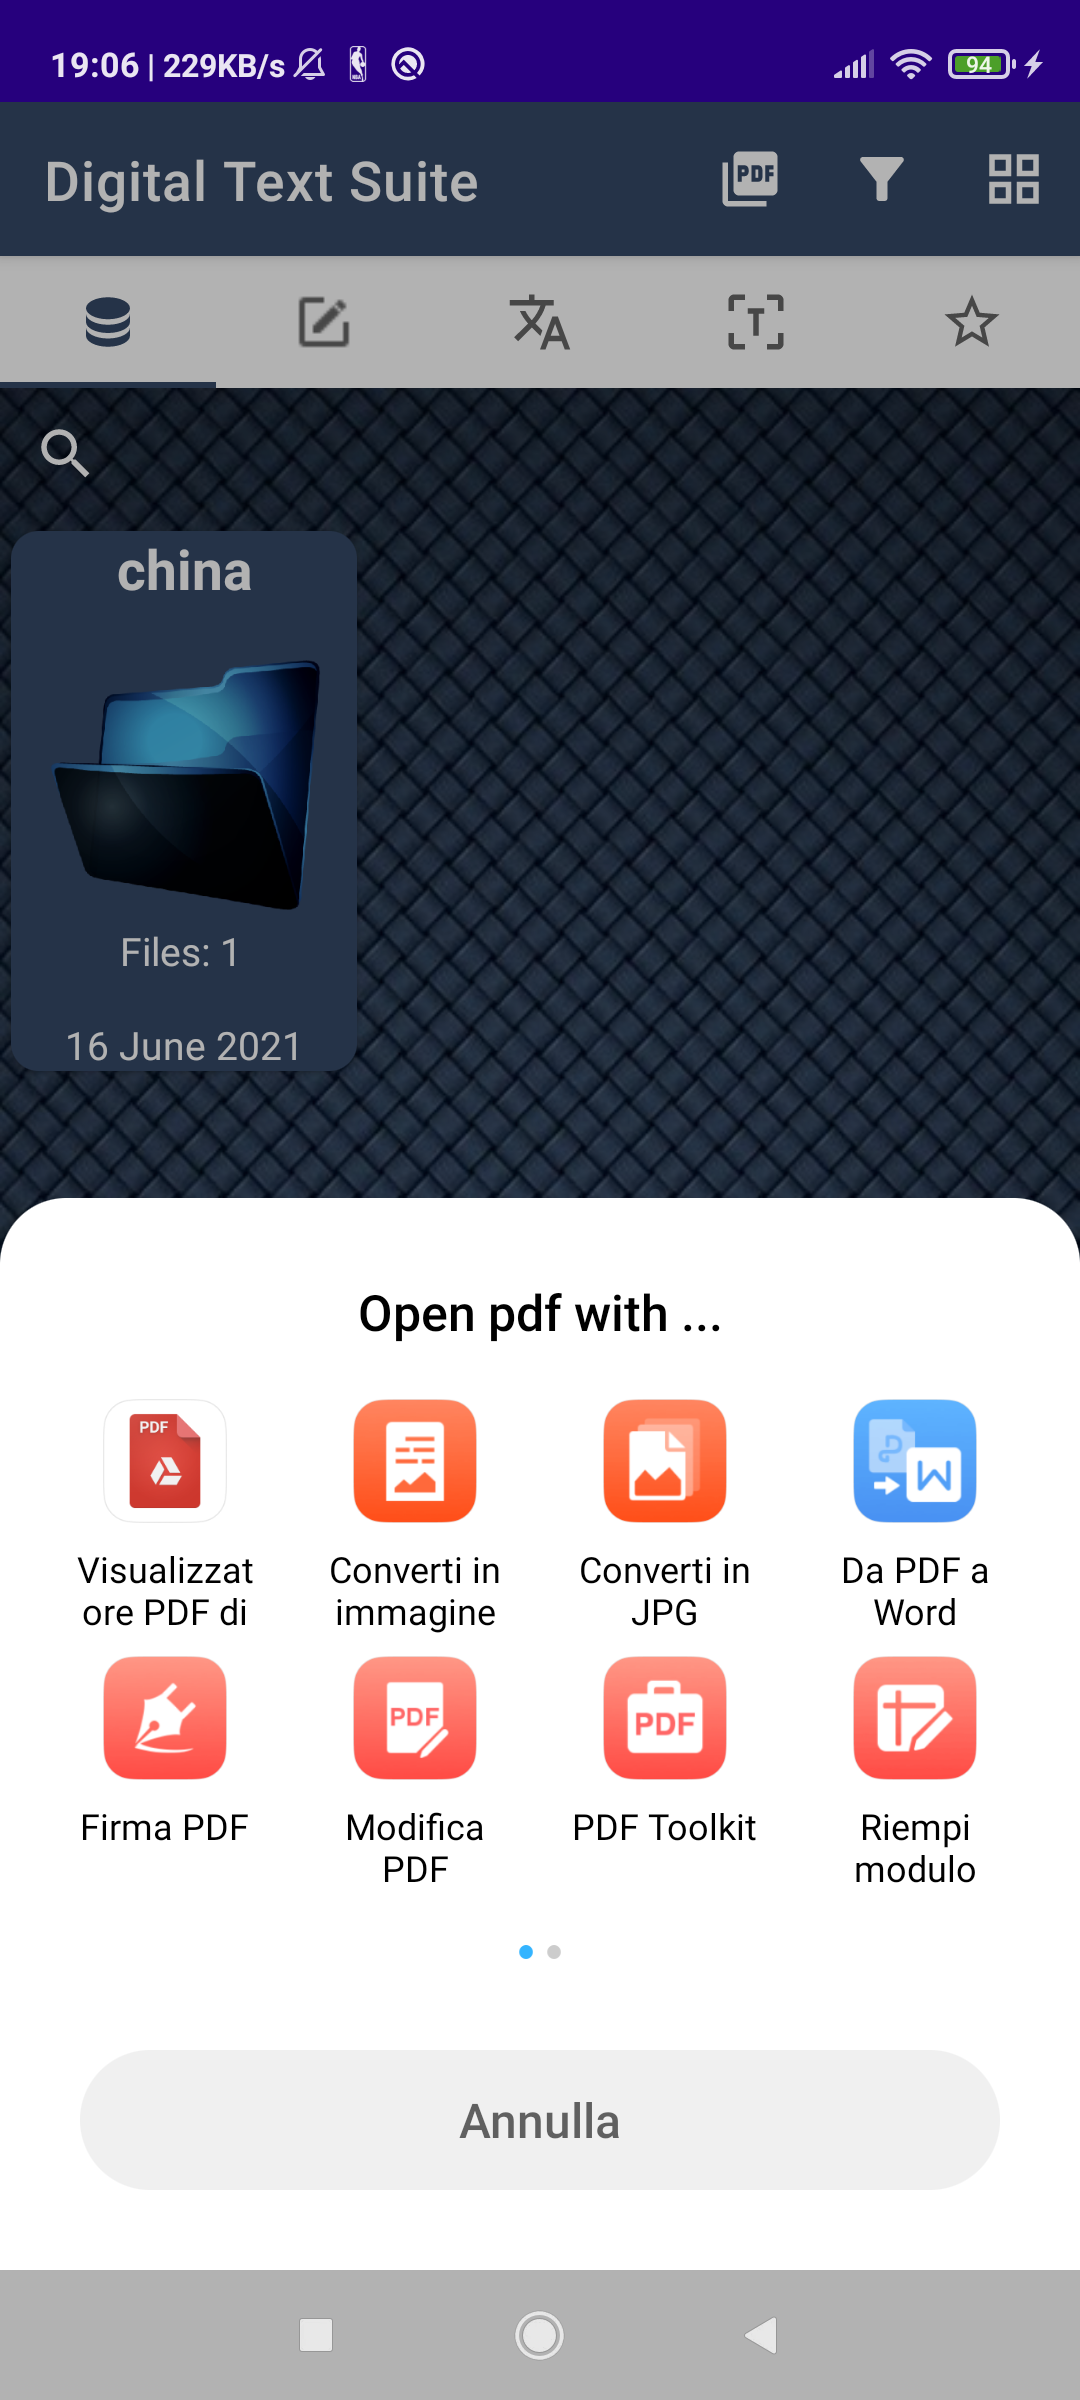 19:06 | 229KB/s
94
Digital Text Suite
PDF
T
china
Files: 1
16 June 2021
Open pdf with ...
PDF
W
Visualizzat
ore PDF di
Converti in
immagine
Converti in
JPG
Da PDF a
Word
PDF
PDF
Firma PDF
Modifica
PDF
PDF Toolkit
Riempi
modulo
Annulla